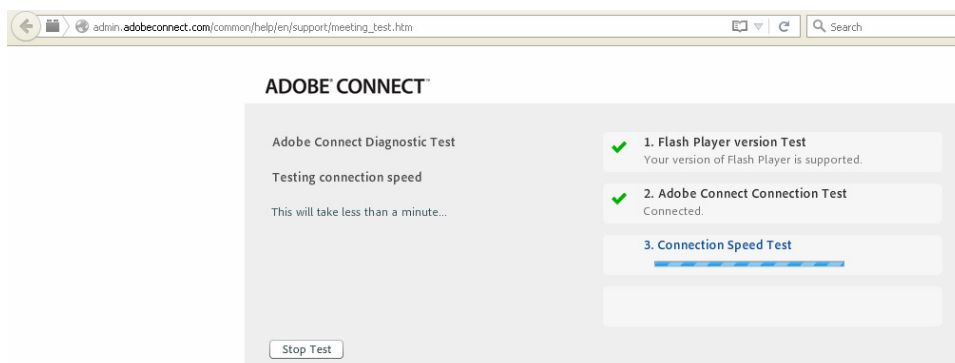 admin.adobeconnect.com/common/help/en/support/meeting_test.htm
Search
ADOBE® CONNECT™
Adobe Connect Diagnostic Test
Testing connection speed
This will take less than a minute...
1. Flash Player version Test
Your version of Flash Player is supported.
2. Adobe Connect Connection Test
Connected.
3. Connection Speed Test
Stop Test